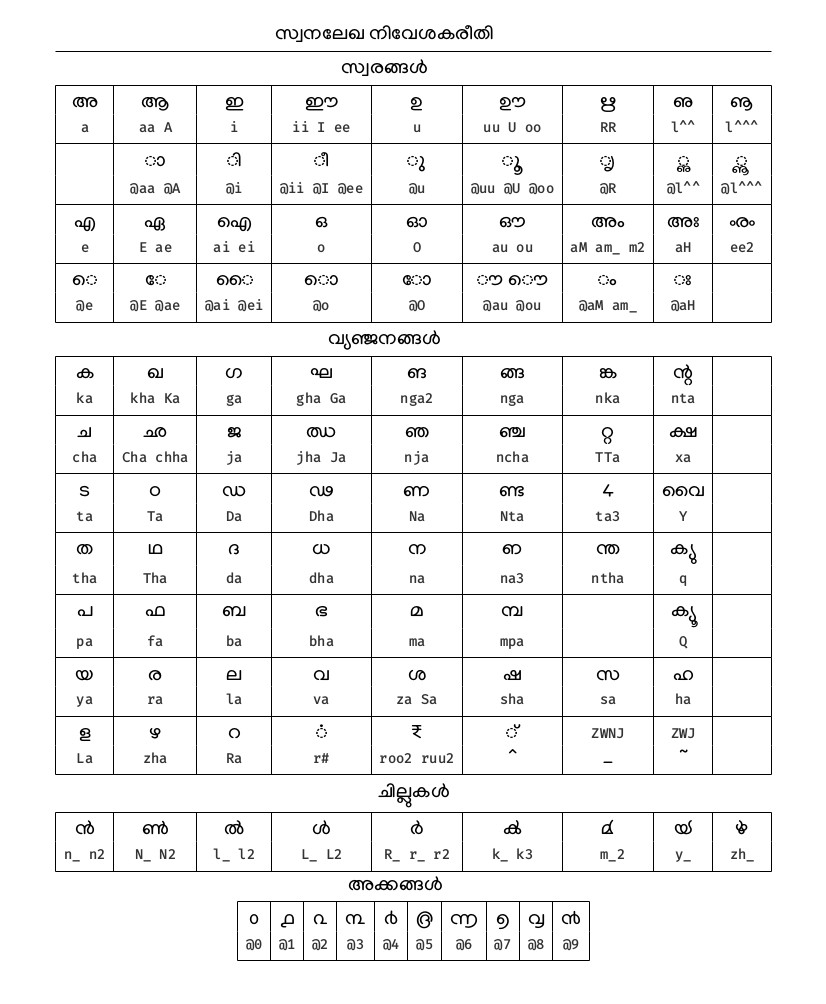 സ്വനലേഖ നിവേശകരീതി
സ്വരങ്ങൾ
അ ആ ഇ ഈ ഉ ഊ ഋ ഌ ൡ
a aa A i ii I ee u uu U oo RR l^^ l^^^
ാ ി ീ ു ൂ ൃ ൢ ൣ
@aa @A @i @ii @I @ee @u @uu @U @oo @R @l^^ @l^^^
എ ഏ ഐ ഒ ഓ ഔ അം അഃ ൟ
e E ae ai ei o O au ou aM am_ m2 aH ee2
െ േ ൈ ൊ ോ ൗ ൌ ം ഃ
@e @E @ae @ai @ei @o @O @au @ou @aM am_ @aH
വ്യഞ്ജനങ്ങൾ
ക ഖ ഗ ഘ ങ ങ്ങ ങ്ക ന്റ
ka kha Ka ga gha Ga nga2 nga nka nta
ച ഛ ജ ഝ ഞ ഞ്ച റ്റ ക്ഷ
cha Cha chha ja jha Ja nja ncha TTa xa
ട ഠ ഡ ഢ ണ ണ്ട ഺ വൈ
ta Ta Da Dha Na Nta ta3 Y
ത ഥ ദ ധ ന ഩ ന്ത ക്യു
tha Tha da dha na na3 ntha q
പ ഫ ബ ഭ മ മ്പ ക്യൂ
pa fa ba bha ma mpa Q
യ ര ല വ ശ ഷ സ ഹ
ya ra la va za Sa sha sa ha
ള ഴ റ ൎ ₹ ് ZWNJ ZWJ
La zha Ra r# roo2 ruu2 ^ _ ~
ചില്ലുകൾ
ൻ ൺ ൽ ൾ ർ ൿ ൔ ൕ ൖ
n_ n2 N_ N2 l_ l2 L_ L2 R_ r_ r2 k_ k3 m_2 y_ zh_
അക്കങ്ങൾ
൦ ൧ ൨ ൩ ൪ ൫ ൬ ൭ ൮ ൯
@0 @1 @2 @3 @4 @5 @6 @7 @8 @9